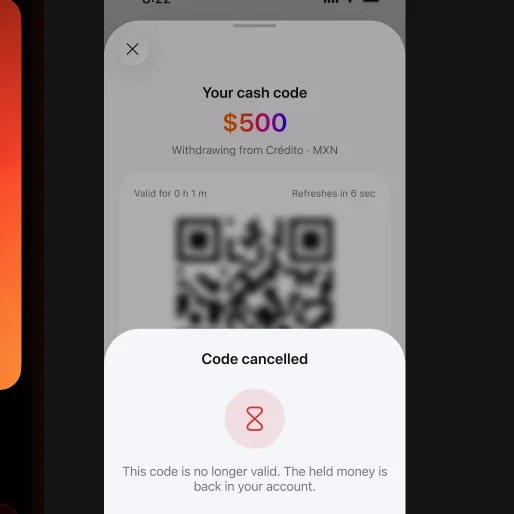 Your cash code
$500
Withdrawing from Crédito · MXN
Valid for 0 h 1 m
Refreshes in 6 sec
Code cancelled
This code is no longer valid. The held money is
back in your account.